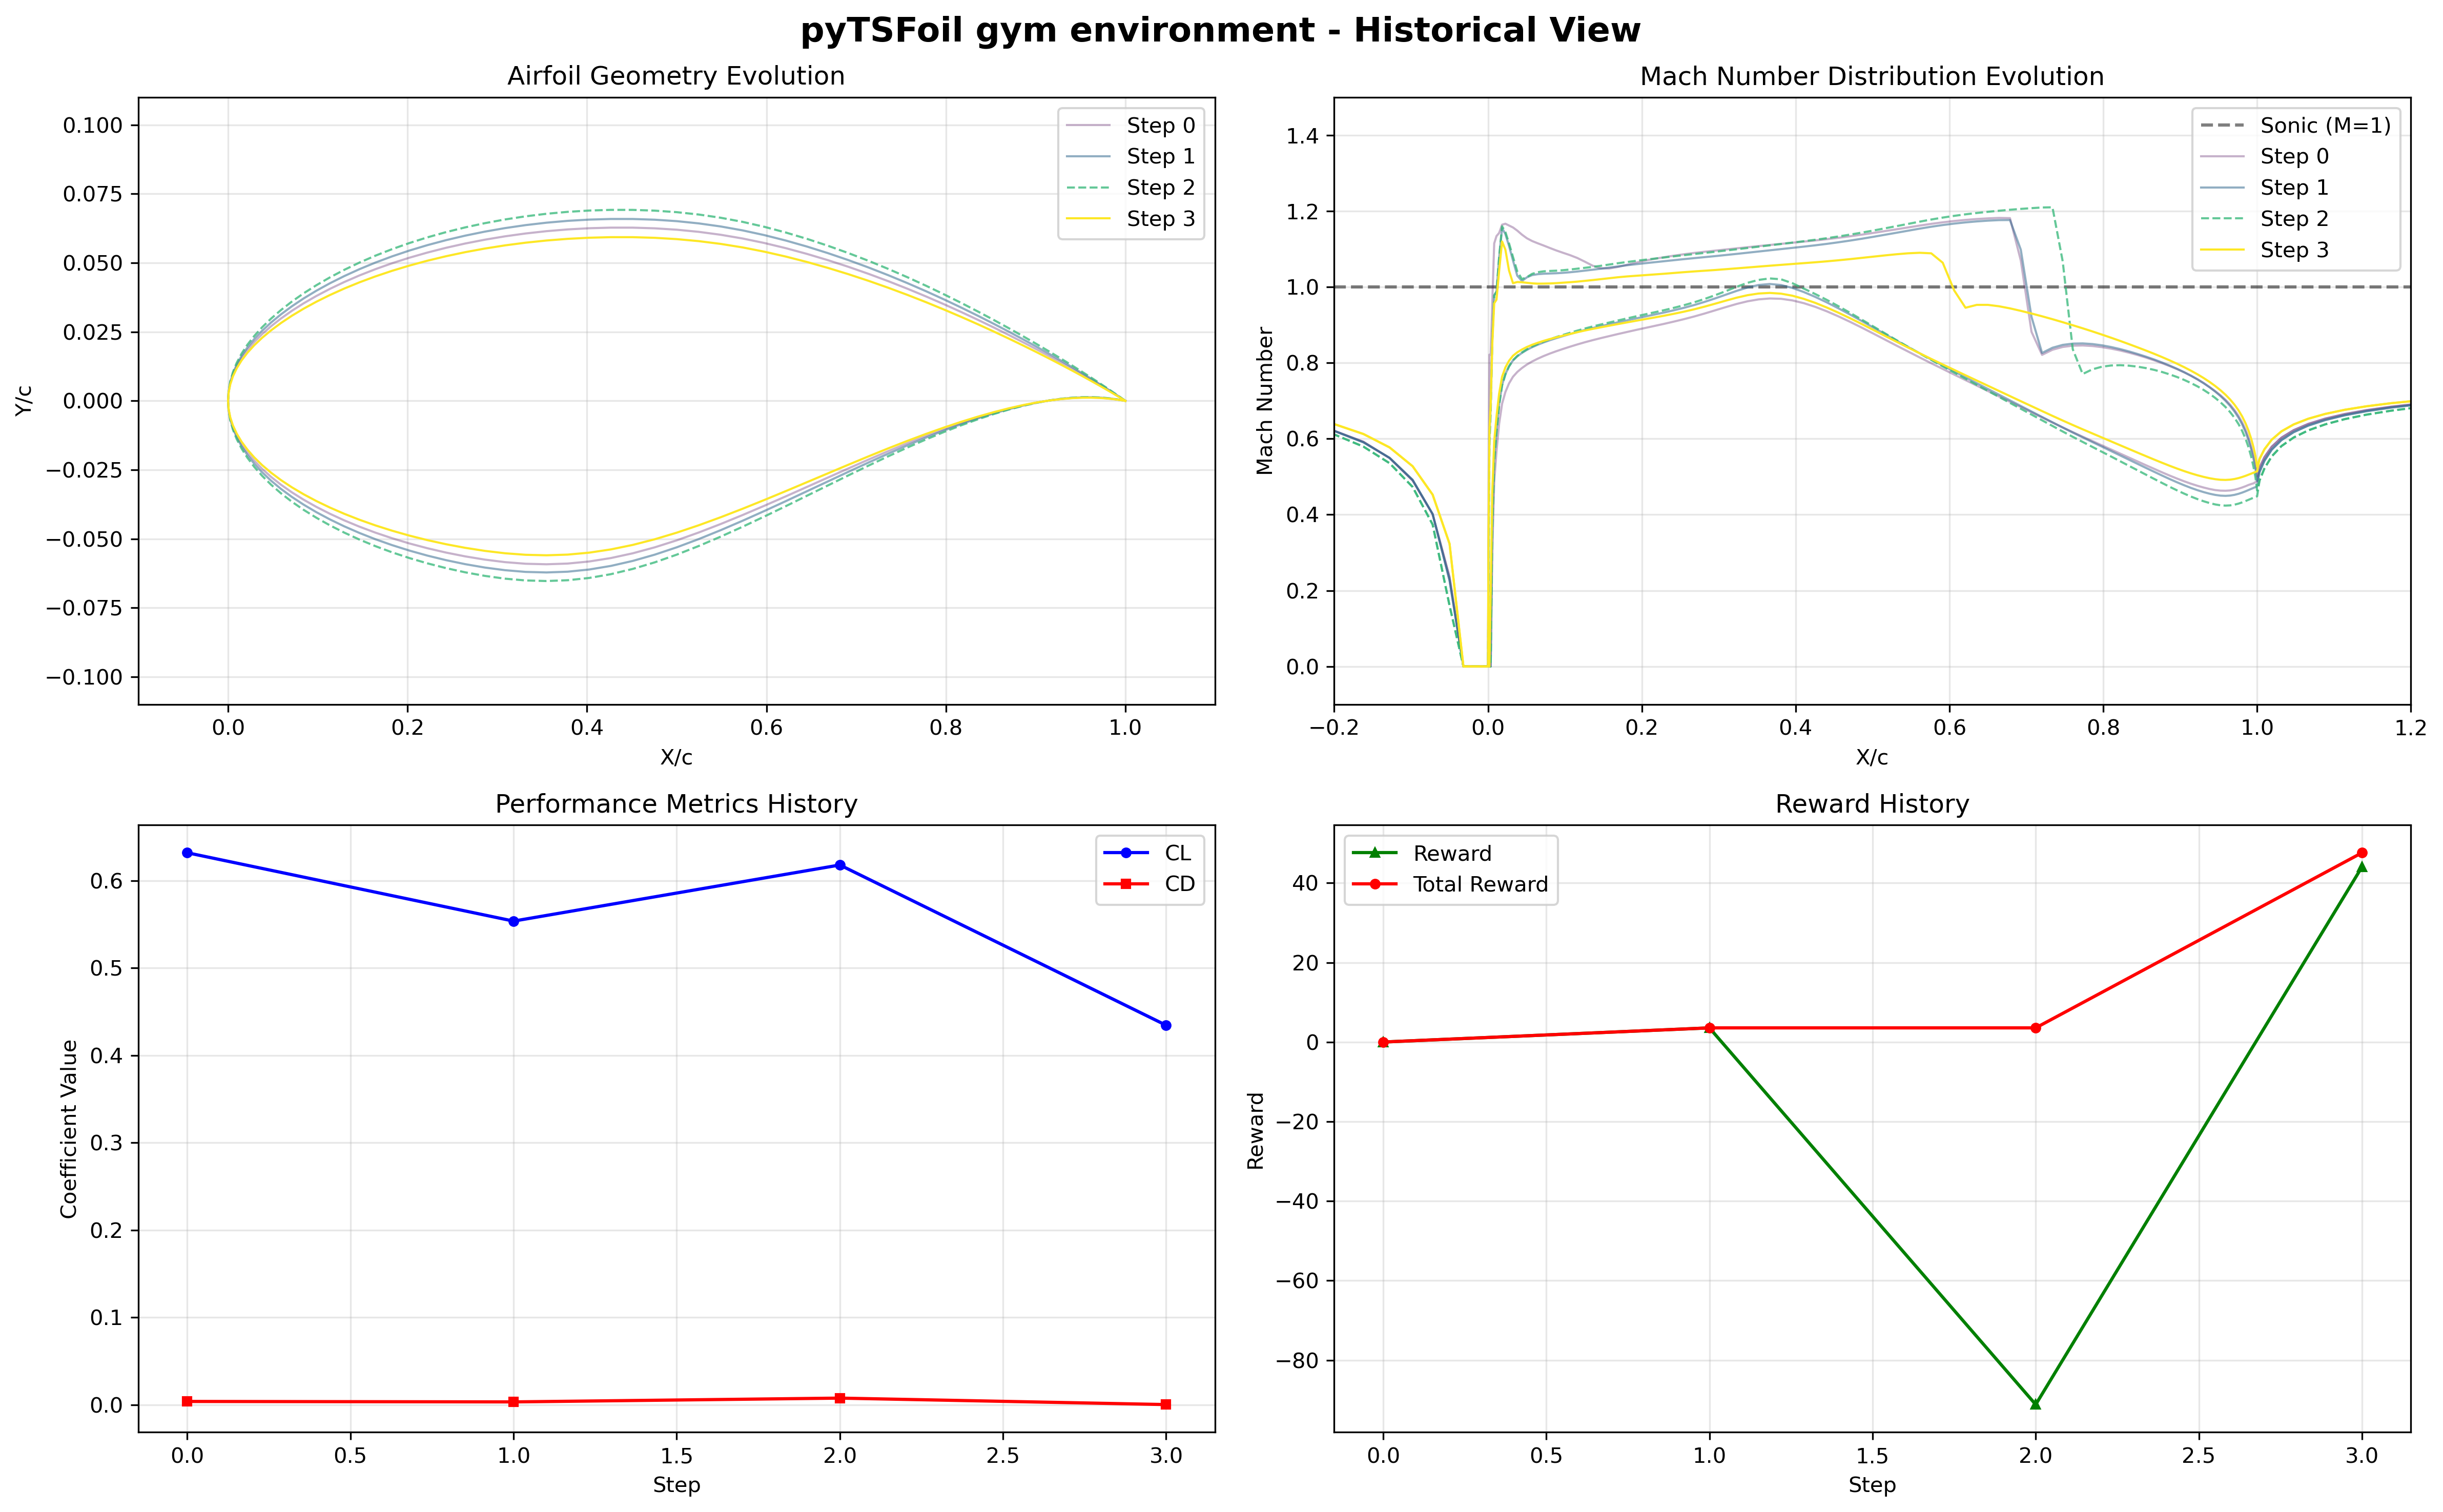 pyTSFoil gym environment - Historical View
Airfoil Geometry Evolution
Step 0
Step 1
Step 2
Step 3
0.100
0.075
0.050
0.025
0.000
−0.025
−0.050
−0.075
−0.100
Y/c
0.0 0.2 0.4 0.6 0.8 1.0
X/c
Mach Number Distribution Evolution
Sonic (M=1)
Step 0
Step 1
Step 2
Step 3
1.4
1.2
1.0
0.8
0.6
0.4
0.2
0.0
Mach Number
−0.2 0.0 0.2 0.4 0.6 0.8 1.0 1.2
X/c
Performance Metrics History
CL
CD
0.6
0.5
0.4
0.3
0.2
0.1
0.0
Coefficient Value
0.0 0.5 1.0 1.5 2.0 2.5 3.0
Step
Reward History
Reward
Total Reward
40
20
0
−20
−40
−60
−80
Reward
0.0 0.5 1.0 1.5 2.0 2.5 3.0
Step